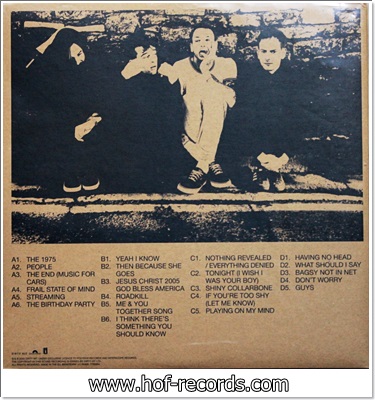 A1. THE 1975
A2. PEOPLE
A3. THE END (MUSIC FOR
CARS)
A4. FRAIL STATE OF MIND
A5. STREAMING
A6. THE BIRTHDAY PARTY
B1. YEAH I KNOW
B2. THEN BECAUSE SHE
GOES
B3. JESUS CHRIST 2005
GOD BLESS AMERICA
B4. ROADKILL
B5. ME & YOU
TOGETHER SONG
B6. I THINK THERE'S
SOMETHING YOU
SHOULD KNOW
C1. NOTHING REVEALED
/ EVERYTHING DENIED
C2. TONIGHT (I WISH I
WAS YOUR BOY)
C3. SHINY COLLARBONE
C4. IF YOU'RE TOO SHY
(LET ME KNOW)
C5. PLAYING ON MY MIND
D1. HAVING NO HEAD
D2. WHAT SHOULD I SAY
D3. BAGSY NOT IN NET
D4. DON'T WORRY
D5. GUYS
www.hof-records.com